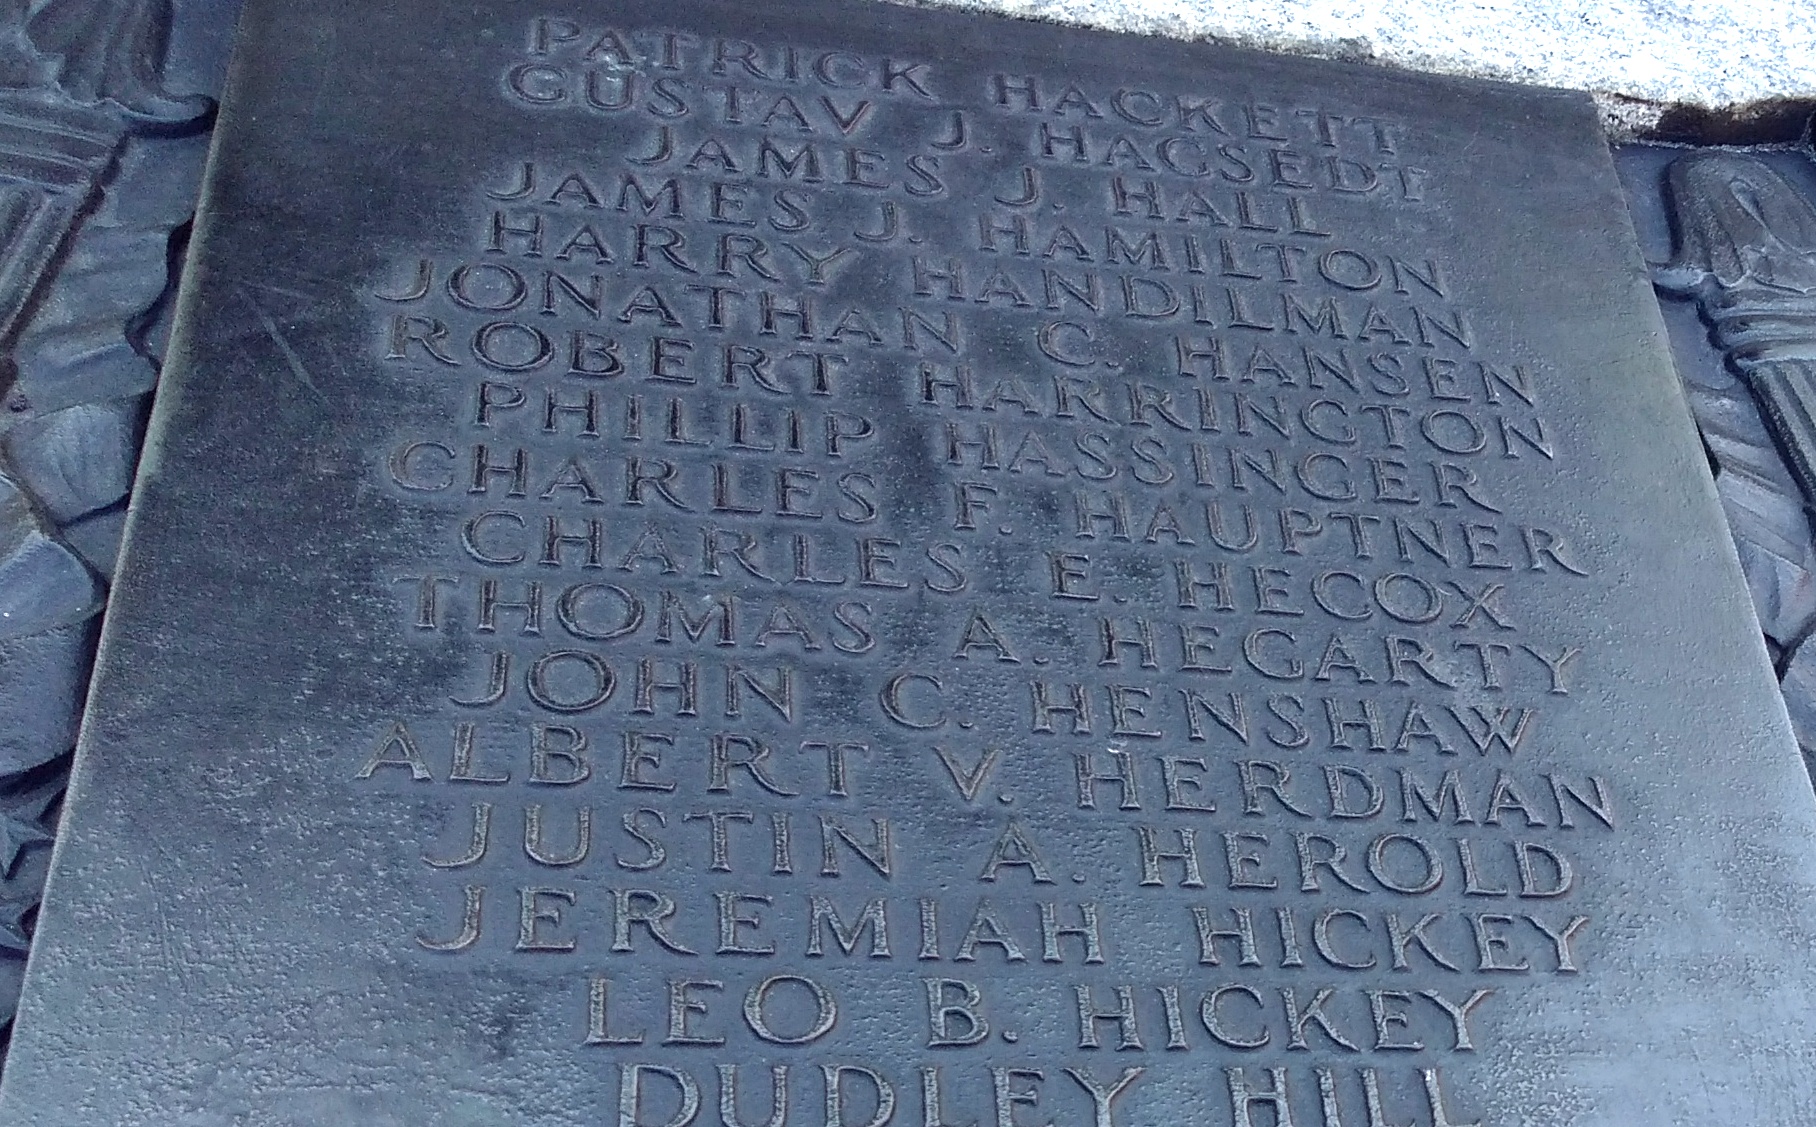 PATRICK HACKETT
GUSTAV J. HAGSEDT
JAMES J. HALL
JAMES J. HAMILTON
HARRY HANDILMAN
JONATHAN C. HANSEN
ROBERT HARRINGTON
PHILLIP HASSINGER
CHARLES F. HAUPTNER
CHARLES E. HECOX
THOMAS A. HEGARTY
JOHN C. HENSHAW
ALBERT V. HERDMAN
JUSTIN A. HEROLD
JEREMIAH HICKEY
LEO B. HICKEY
DUDLEY HILL